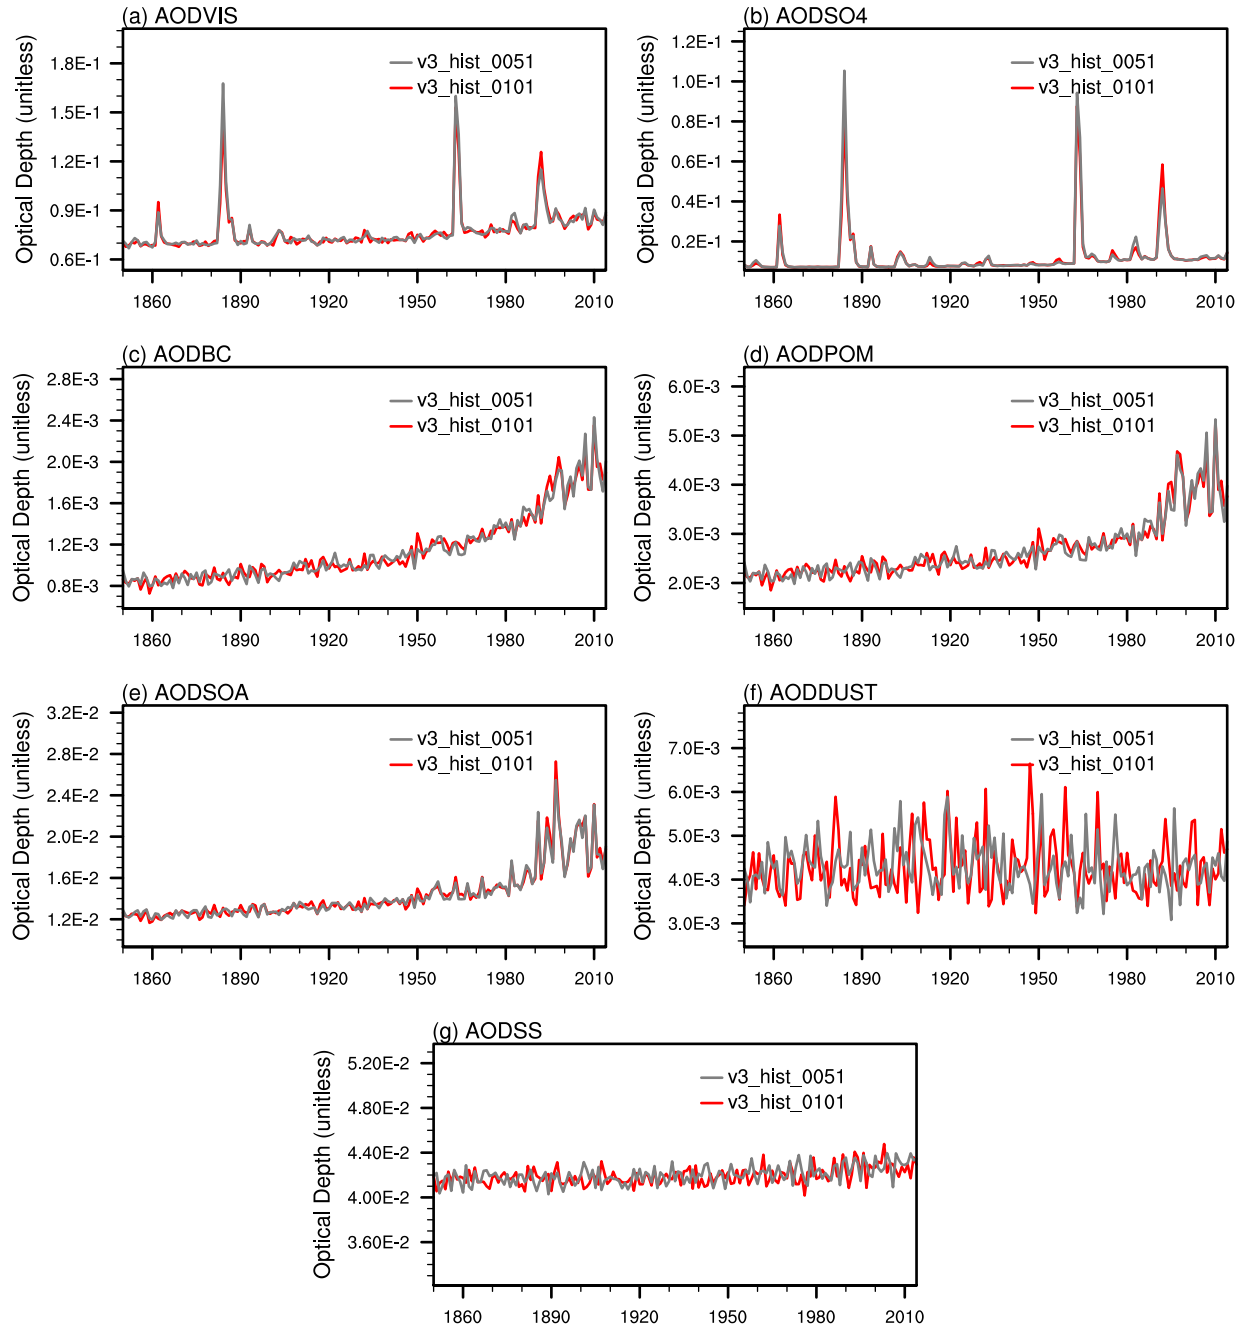 (a) AODVIS
Optical Depth (unitless)
1.8E-1
1.5E-1
1.2E-1
0.9E-1
0.6E-1
v3_hist_0051
v3_hist_0101
1860 1890 1920 1950 1980 2010
(b) AODSO4
Optical Depth (unitless)
1.2E-1
1.0E-1
0.8E-1
0.6E-1
0.4E-1
0.2E-1
v3_hist_0051
v3_hist_0101
1860 1890 1920 1950 1980 2010
(c) AODBC
Optical Depth (unitless)
2.8E-3
2.4E-3
2.0E-3
1.6E-3
1.2E-3
0.8E-3
v3_hist_0051
v3_hist_0101
1860 1890 1920 1950 1980 2010
(d) AODPOM
Optical Depth (unitless)
6.0E-3
5.0E-3
4.0E-3
3.0E-3
2.0E-3
v3_hist_0051
v3_hist_0101
1860 1890 1920 1950 1980 2010
(e) AODSOA
Optical Depth (unitless)
3.2E-2
2.8E-2
2.4E-2
2.0E-2
1.6E-2
1.2E-2
v3_hist_0051
v3_hist_0101
1860 1890 1920 1950 1980 2010
(f) AODDUST
Optical Depth (unitless)
7.0E-3
6.0E-3
5.0E-3
4.0E-3
3.0E-3
v3_hist_0051
v3_hist_0101
1860 1890 1920 1950 1980 2010
(g) AODSS
Optical Depth (unitless)
5.20E-2
4.80E-2
4.40E-2
4.00E-2
3.60E-2
v3_hist_0051
v3_hist_0101
1860 1890 1920 1950 1980 2010